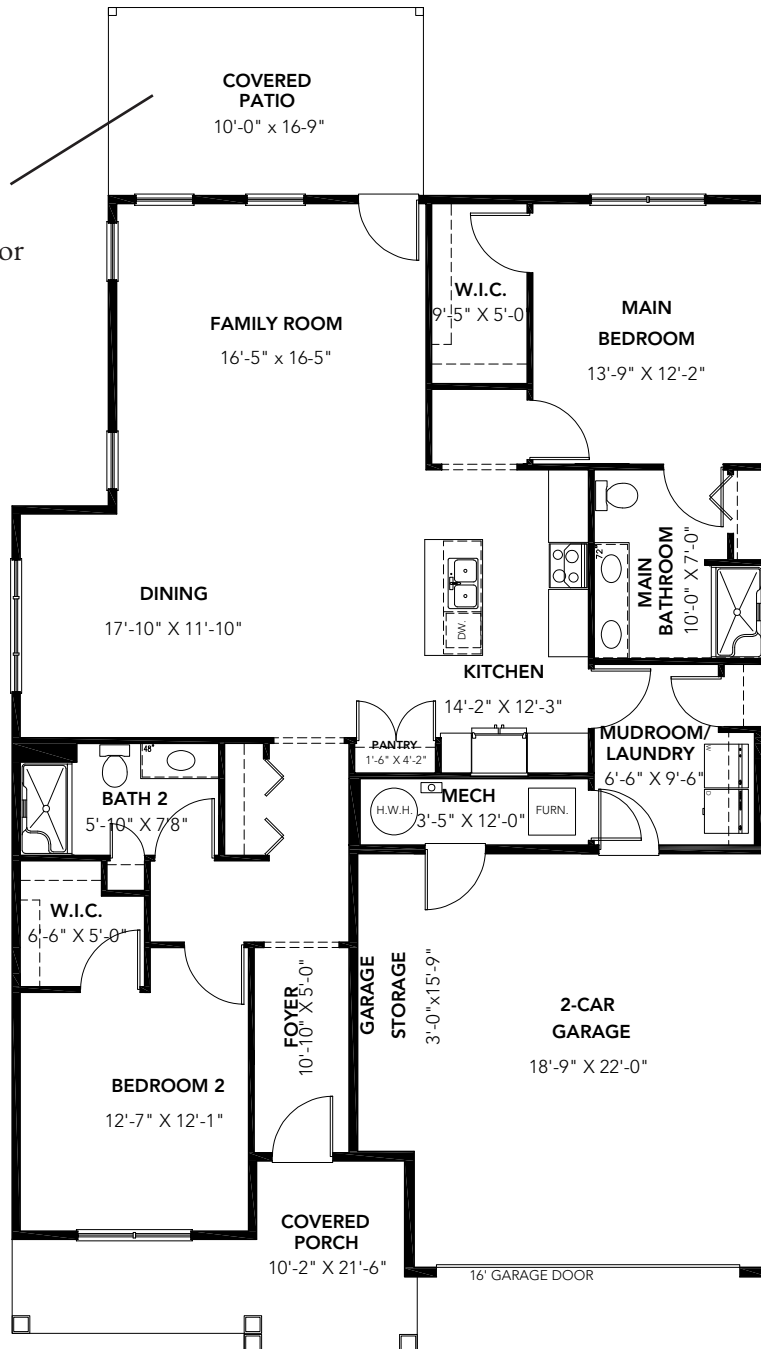 COVERED
PATIO
10'-0" x 16-9"
or
FAMILY ROOM
16'-5" x 16-5"
W.I.C.
9'-5" X 5'-0
MAIN
BEDROOM
13'-9" X 12'-2"
DINING
17'-10" X 11'-10"
DW.
72"
MAIN
BATHROOM
10'-0" X 7'-0"
KITCHEN
14'-2" X 12'-3"
PANTRY
1'-6" X 4'-2"
MUDROOM/
LAUNDRY
6'-6" X 9'-6"
W
D
48"
BATH 2
5'-10" X 7'8"
H.W.H.
MECH
3'-5" X 12'-0"
FURN.
W.I.C.
6'-6" X 5'-0"
FOYER
10'-10" X 5'-0"
GARAGE
STORAGE
3'-0"x15'-9"
2-CAR
GARAGE
18'-9" X 22'-0"
BEDROOM 2
12'-7" X 12'-1"
COVERED
PORCH
10'-2" X 21'-6"
16' GARAGE DOOR